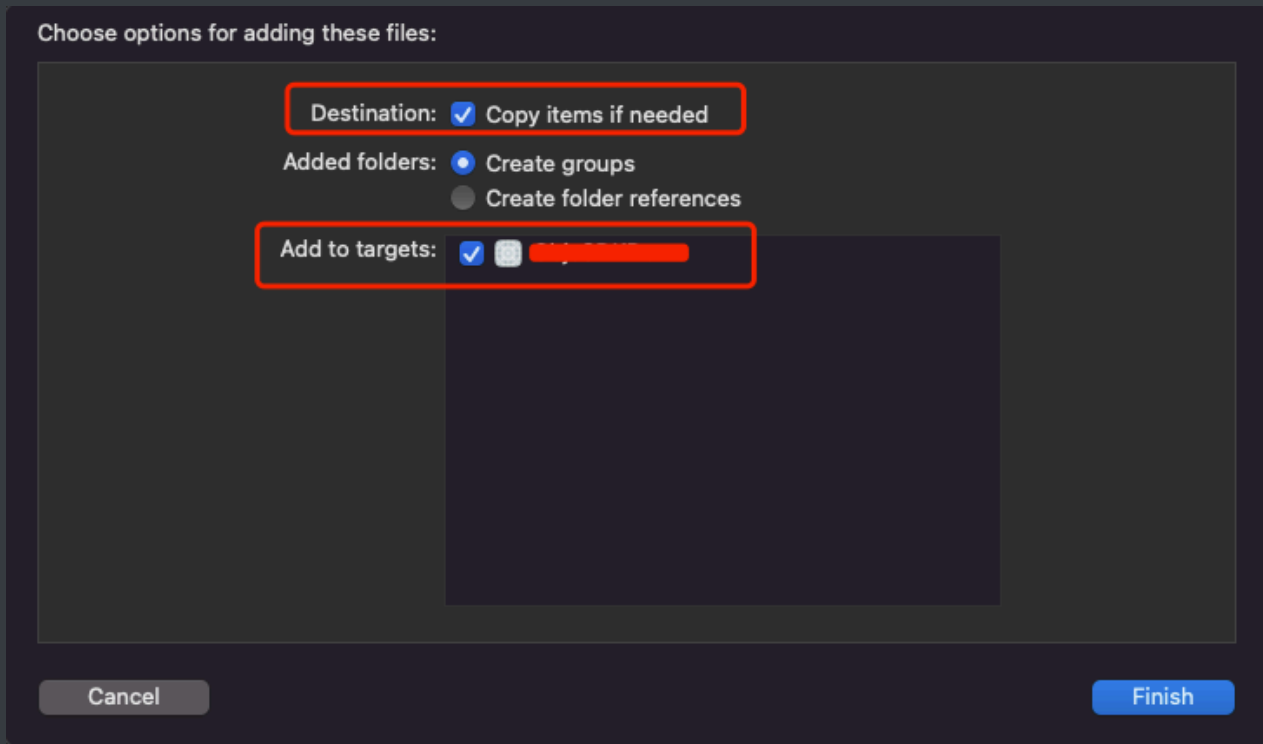 Choose options for adding these files:
Destination: Copy items if needed
Added folders: Create groups
Create folder references
Add to targets:
Cancel
Finish